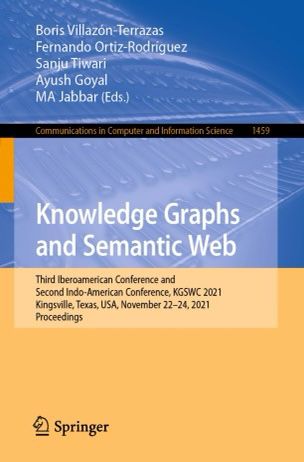 Boris Villazón-Terrazas
Fernando Ortiz-Rodríguez
Sanju Tiwari
Ayush Goyal
MA Jabbar (Eds.)
Communications in Computer and Information Science 1459
Knowledge Graphs
and Semantic Web
Third Iberoamerican Conference and
Second Indo-American Conference, KGSWC 2021
Kingsville, Texas, USA, November 22–24, 2021
Proceedings
Springer